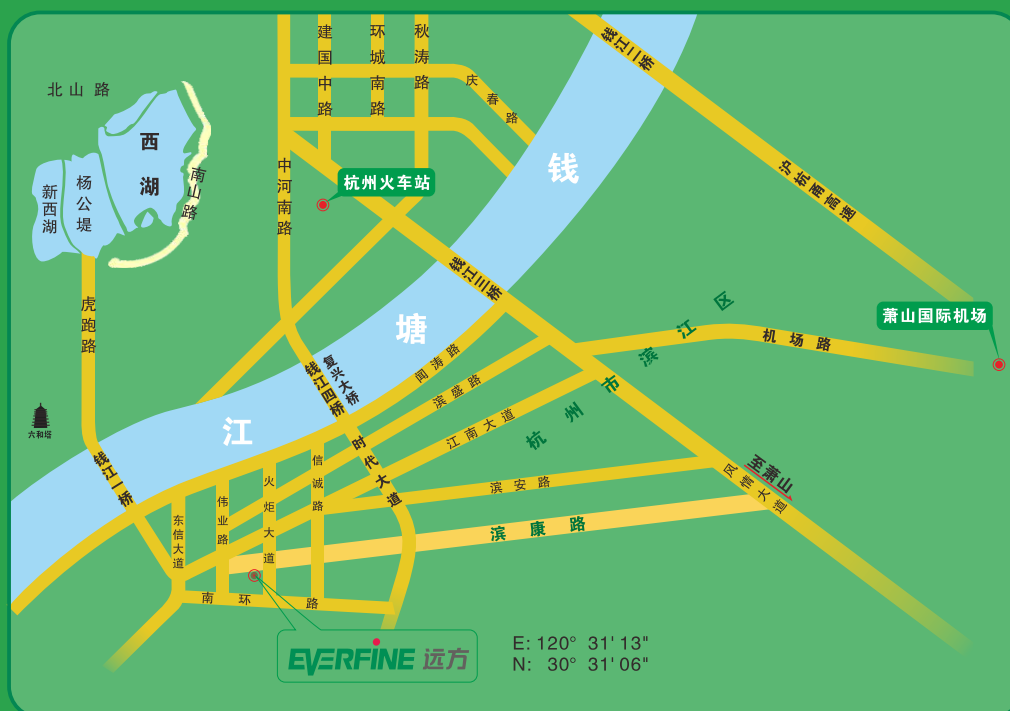 建国中路
环城南路
秋涛路
钱江二桥
庆春路
北山路
西湖
杨公堤
新西湖
南山路
中河南路
杭州火车站
钱
沪杭甬高速
钱江三桥
虎跑路
塘
萧山国际机场
机场路
杭州市滨江区
复兴大桥
钱江四桥
闻涛路
滨盛路
江南大道
江
六和塔
钱江一桥
时代大道
信诚路
火炬大道
伟业路
东信大道
滨安路
滨康路
至萧山
风情大道
南环路
EVERFINE 远方
E: 120° 31' 13"
N: 30° 31' 06"